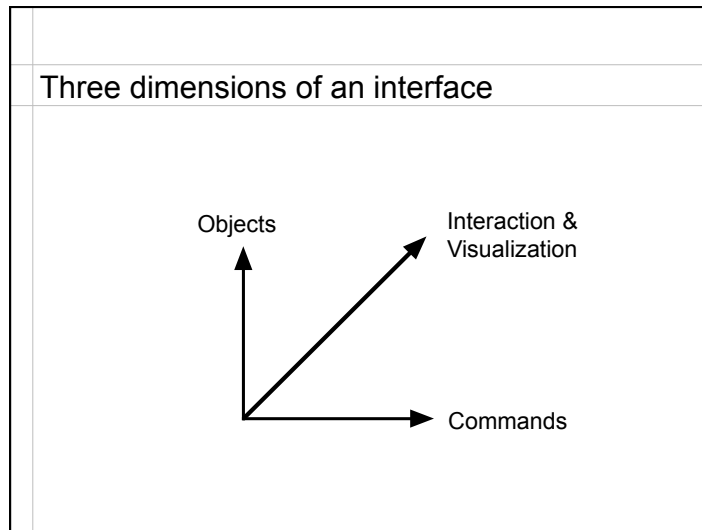 Three dimensions of an interface
Objects
Interaction &
Visualization
Commands